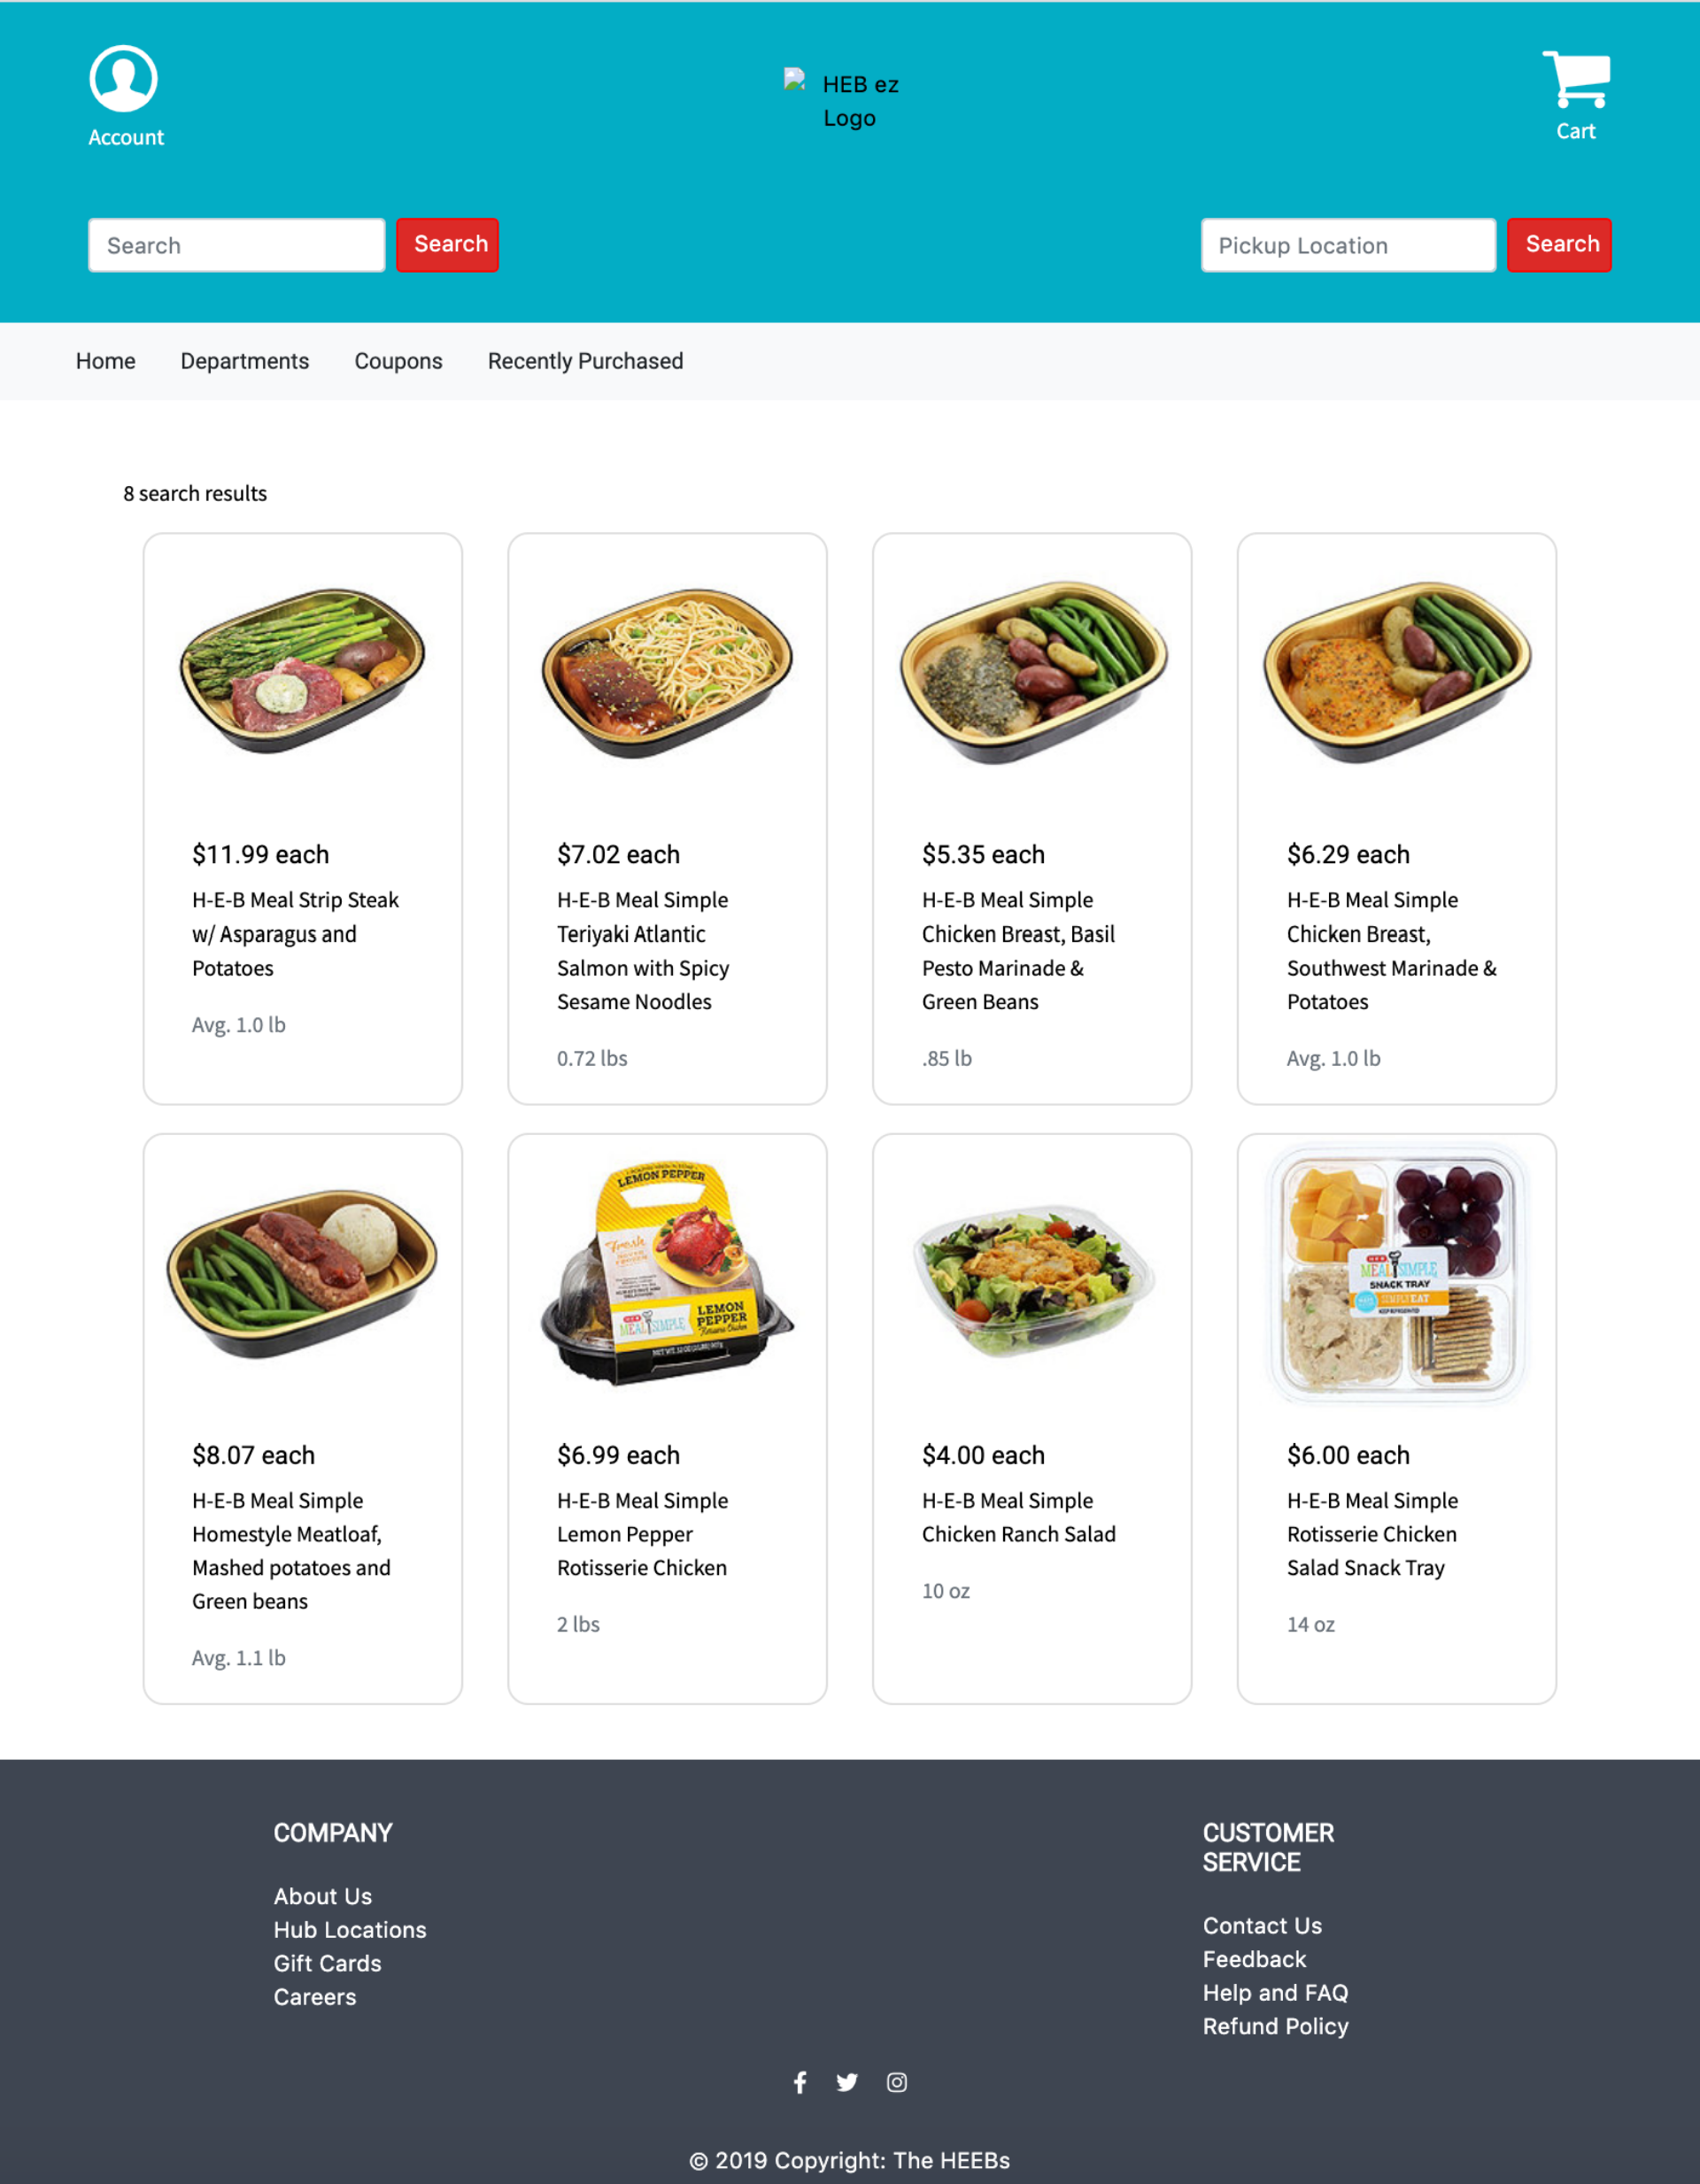 Account
HEB ez
Logo
Cart
Search
Search
Pickup Location
Search
Home
Departments
Coupons
Recently Purchased
8 search results
$11.99 each
H-E-B Meal Strip Steak
w/ Asparagus and
Potatoes
Avg. 1.0 lb
$7.02 each
H-E-B Meal Simple
Teriyaki Atlantic
Salmon with Spicy
Sesame Noodles
0.72 lbs
$5.35 each
H-E-B Meal Simple
Chicken Breast, Basil
Pesto Marinade &
Green Beans
.85 lb
$6.29 each
H-E-B Meal Simple
Chicken Breast,
Southwest Marinade &
Potatoes
Avg. 1.0 lb
LEMON PEPPER
Fresh
MEAL SIMPLE
LEMON
PEPPER
Rotisserie Chicken
HEB
MEAL SIMPLE
SNACK TRAY
SIMPLY EAT
KEEP REFRIGERATED
$8.07 each
H-E-B Meal Simple
Homestyle Meatloaf,
Mashed potatoes and
Green beans
Avg. 1.1 lb
$6.99 each
H-E-B Meal Simple
Lemon Pepper
Rotisserie Chicken
2 lbs
$4.00 each
H-E-B Meal Simple
Chicken Ranch Salad
10 oz
$6.00 each
H-E-B Meal Simple
Rotisserie Chicken
Salad Snack Tray
14 oz
COMPANY
About Us
Hub Locations
Gift Cards
Careers
CUSTOMER
SERVICE
Contact Us
Feedback
Help and FAQ
Refund Policy
© 2019 Copyright: The HEEBs